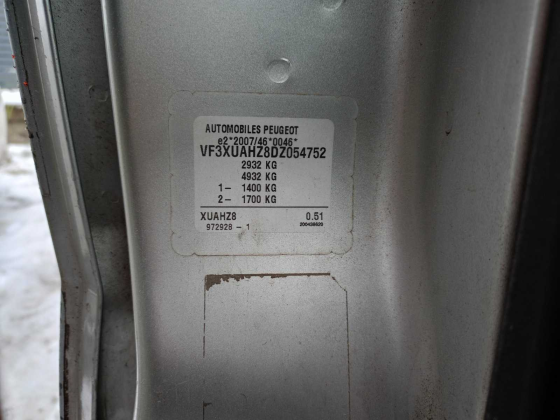 AUTOMOBILES PEUGEOT
e2*2007/46*0046*
VF3XUAHZ8DZ054752
2932 KG
4932 KG
1- 1400 KG
2- 1700 KG
XUAHZ8 0.51
972928 - 1